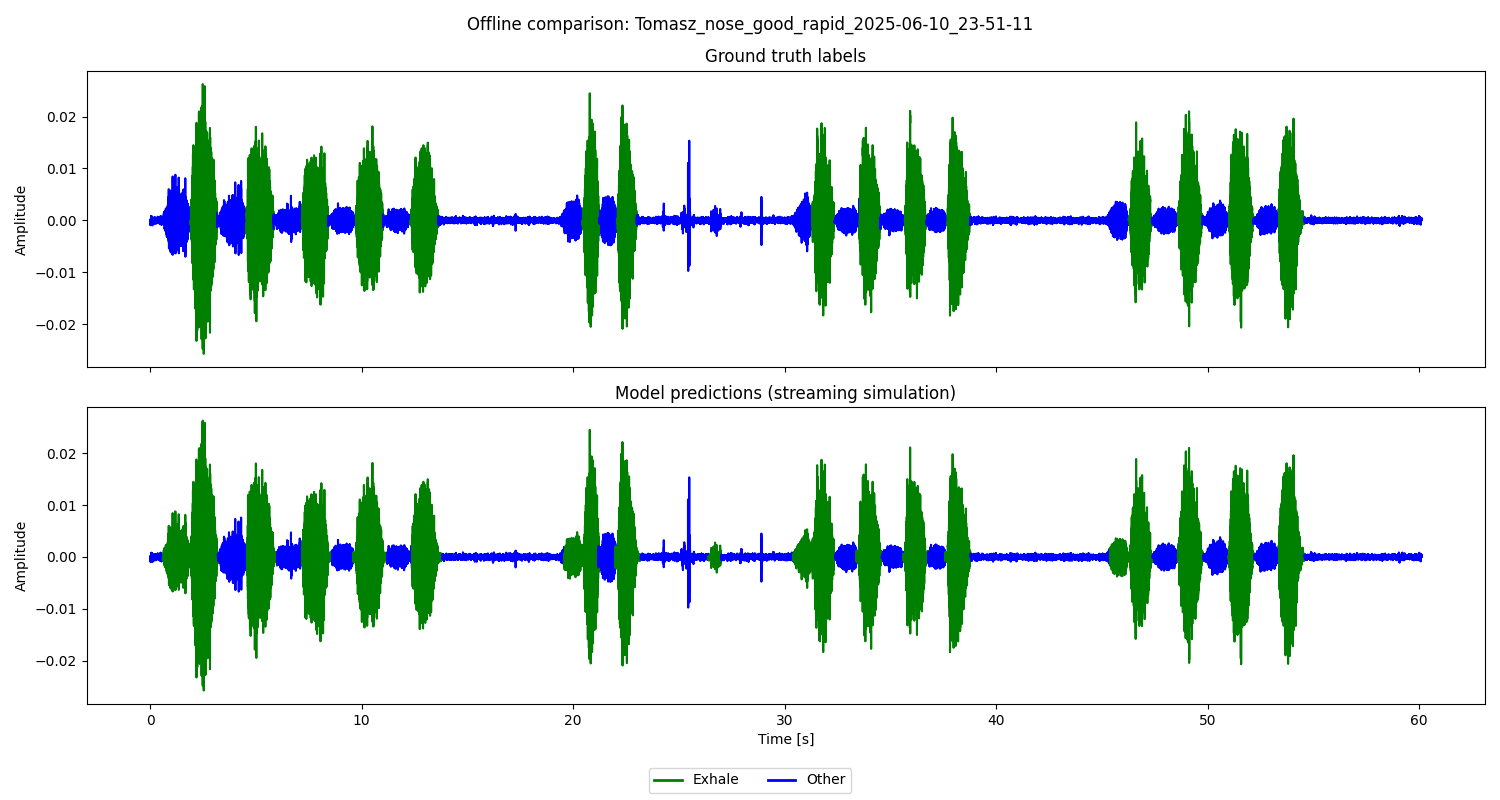 Offline comparison: Tomasz_nose_good_rapid_2025-06-10_23-51-11
Ground truth labels
0.02
0.01
0.00
−0.01
−0.02
Amplitude
Model predictions (streaming simulation)
0.02
0.01
0.00
−0.01
−0.02
Amplitude
0 10 20 30 40 50 60
Time [s]
Exhale Other